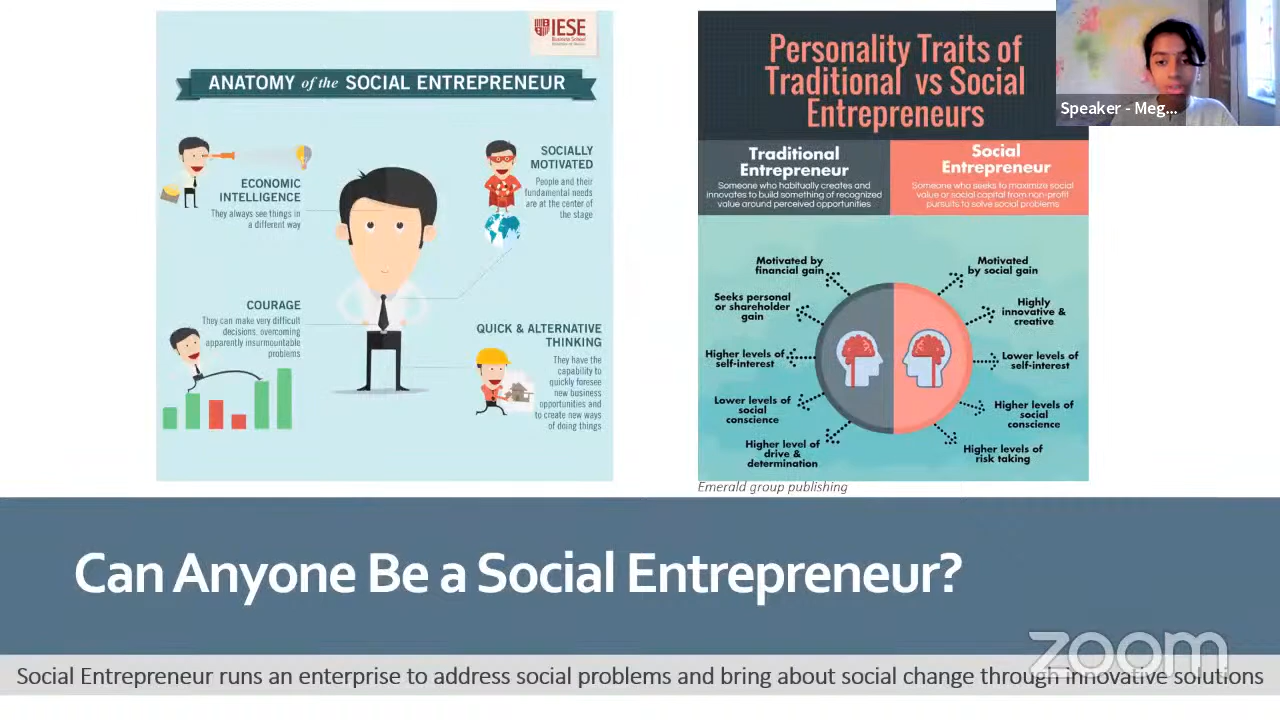 IESE
Business School
ANATOMY of the SOCIAL ENTREPRENEUR
ECONOMIC
INTELLIGENCE
They always see things in
a different way
SOCIALLY
MOTIVATED
People and their
fundamental needs
are at the center of
the stage
COURAGE
They can make very difficult
decisions, overcoming
apparently insurmountable
problems
QUICK & ALTERNATIVE
THINKING
They have the
capability to
quickly foresee
new business
opportunities and
to create new ways
of doing things
Personality Traits of
Traditional vs Social
Entrepreneurs
Traditional
Entrepreneur
Someone who habitually creates and
innovates to build something of recognized
value around perceived opportunities
Social
Entrepreneur
Someone who seeks to maximize social
value or social capital from non-profit
pursuits to solve social problems
Motivated by
financial gain
Seeks personal
or shareholder
gain
Higher levels of
self-interest
Lower levels of
social
conscience
Higher level of
drive &
determination
Motivated
by social gain
Highly
innovative &
creative
Lower levels of
self-interest
Higher levels of
social
conscience
Higher levels of
risk taking
Emerald group publishing
Speaker - Meg...
Can Anyone Be a Social Entrepreneur?
zoom
Social Entrepreneur runs an enterprise to address social problems and bring about social change through innovative solutions